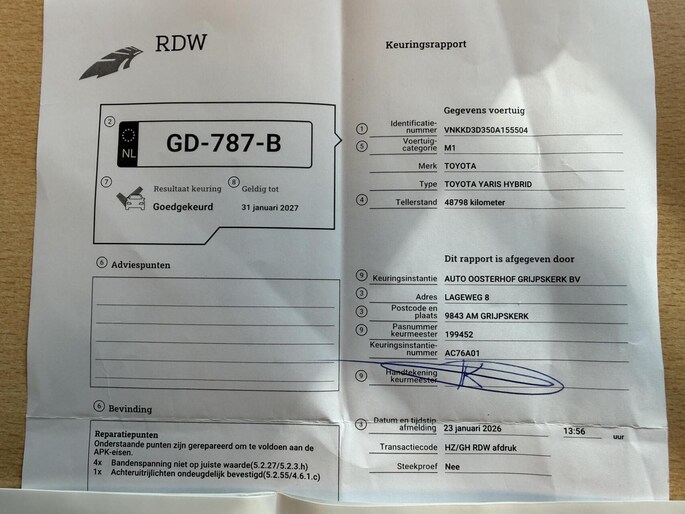 RDW
Keuringsrapport
2
NL
GD-787-B
7 Resultaat keuring
Goedgekeurd
8 Geldig tot
31 januari 2027
6 Adviespunten
6 Bevinding
Reparatiepunten
Onderstaande punten zijn gerepareerd om te voldoen aan de
APK-eisen.
4x Bandenspanning niet op juiste waarde(5.2.27/5.2.3.h)
1x Achteruitrijlichten ondeugdelijk bevestigd(5.2.55/4.6.1.c)
Gegevens voertuig
1 Identificatie-
nummer VNKKD3D350A155504
5 Voertuig-
categorie M1
Merk TOYOTA
Type TOYOTA YARIS HYBRID
4 Tellerstand 48798 kilometer
Dit rapport is afgegeven door
9 Keuringsinstantie AUTO OOSTERHOF GRIJPSKERK BV
3 Adres LAGEWEG 8
3 Postcode en
plaats 9843 AM GRIJPSKERK
9 Pasnummer
keurmeester 199452
Keuringsinstantie-
nummer AC76A01
9 Handtekening
keurmeester
3 Datum en tijdstip
afmelding 23 januari 2026 13:56 uur
Transactiecode HZ/GH RDW afdruk
Steekproef Nee